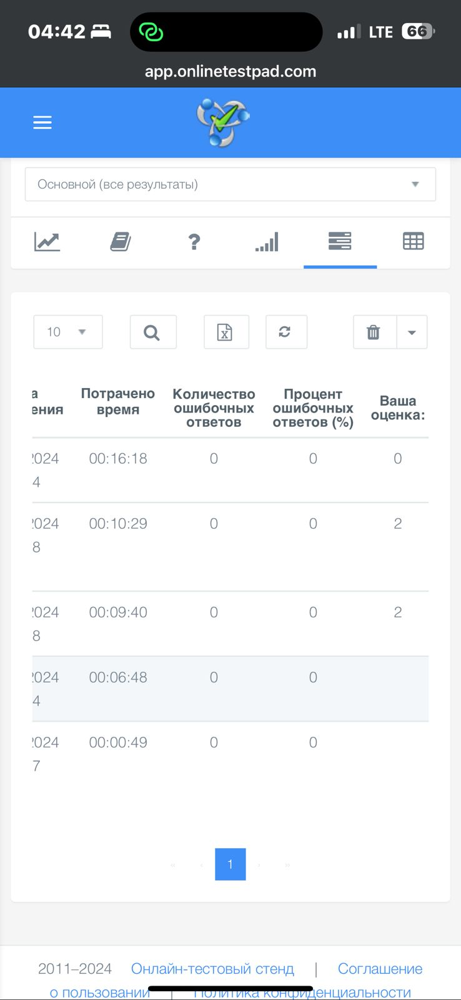 04:42
LTE 66
app.onlinetestpad.com
Основной (все результаты)
10
а
ения
Потрачено
время
Количество
ошибочных
ответов
Процент
ошибочных
ответов (%)
Ваша
оценка:
2024 00:16:18 0 0 0
4
2024 00:10:29 0 0 2
8
2024 00:09:40 0 0 2
8
2024 00:06:48 0 0
4
2024 00:00:49 0 0
7
« ‹ 1 › »
2011–2024 Онлайн-тестовый стенд | Соглашение
о пользовании | Политика конфиденциальности